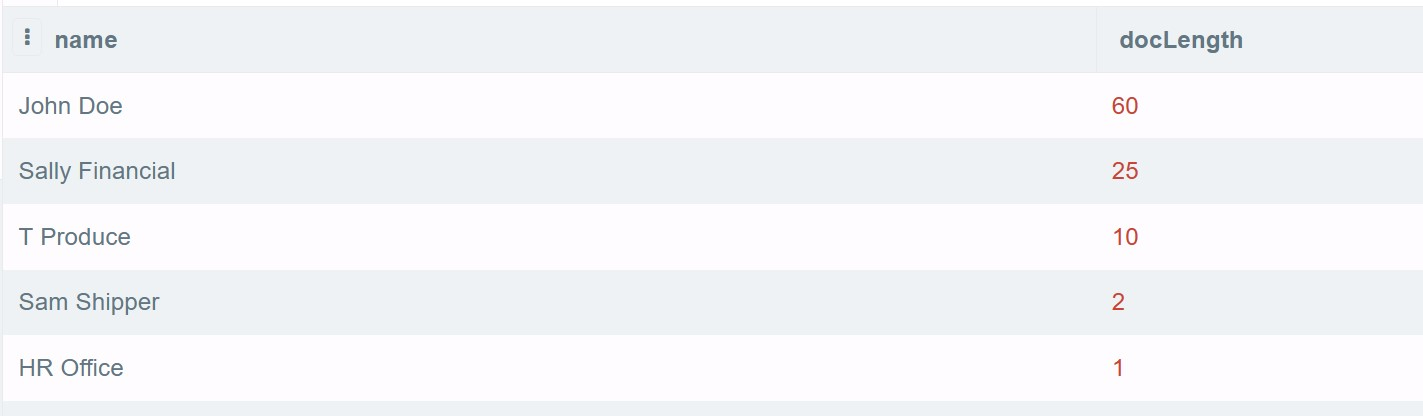 name docLength
John Doe 60
Sally Financial 25
T Produce 10
Sam Shipper 2
HR Office 1